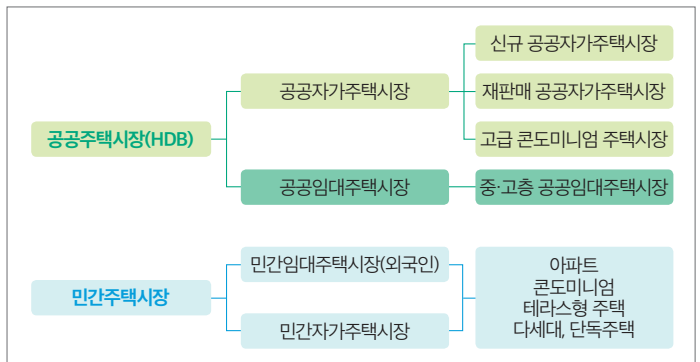 신규 공공자가주택시장
공공자가주택시장
재판매 공공자가주택시장
공공주택시장(HDB)
고급 콘도미니엄 주택시장
공공임대주택시장
중·고층 공공임대주택시장
민간임대주택시장(외국인)
민간주택시장
민간자가주택시장
아파트
콘도미니엄
테라스형 주택
다세대, 단독주택